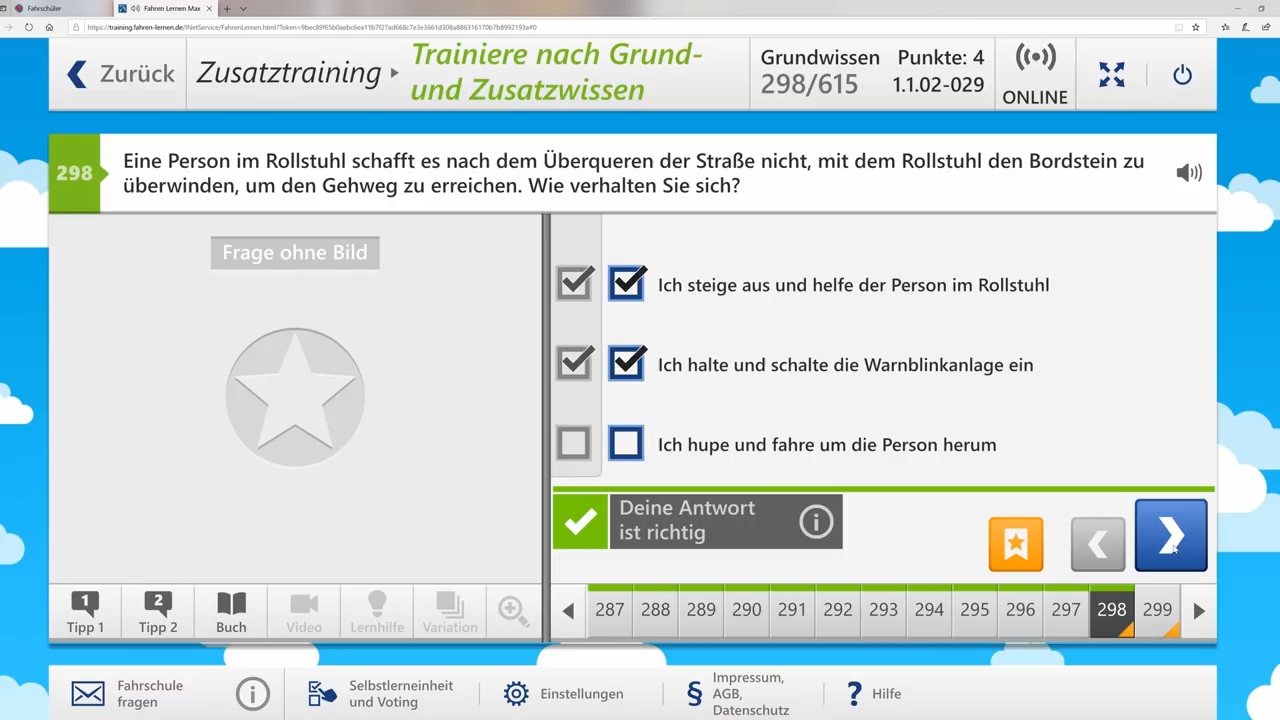 Fahrschüler
Fahren Lernen Max
https://training.fahren-lernen.de/INetService/FahrenLernen.html?Token=
Zurück
Zusatztraining
Trainiere nach Grund-
und Zusatzwissen
Grundwissen
298/615
Punkte: 4
1.1.02-029
ONLINE
298
Eine Person im Rollstuhl schafft es nach dem Überqueren der Straße nicht, mit dem Rollstuhl den Bordstein zu
überwinden, um den Gehweg zu erreichen. Wie verhalten Sie sich?
Frage ohne Bild
Ich steige aus und helfe der Person im Rollstuhl
Ich halte und schalte die Warnblinkanlage ein
Ich hupe und fahre um die Person herum
Deine Antwort
ist richtig
1
Tipp 1
2
Tipp 2
Buch
Video
Lernhilfe
Variation
287 288 289 290 291 292 293 294 295 296 297 298 299
Fahrschule
fragen
Selbstlerneinheit
und Voting
Einstellungen
§
Impressum,
AGB,
Datenschutz
?
Hilfe